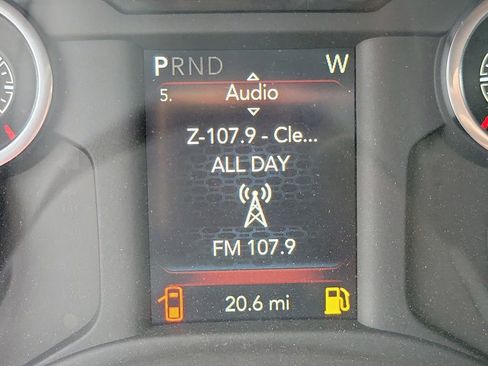 PRND W
5. Audio
Z-107.9 - Cle...
ALL DAY
FM 107.9
20.6 mi